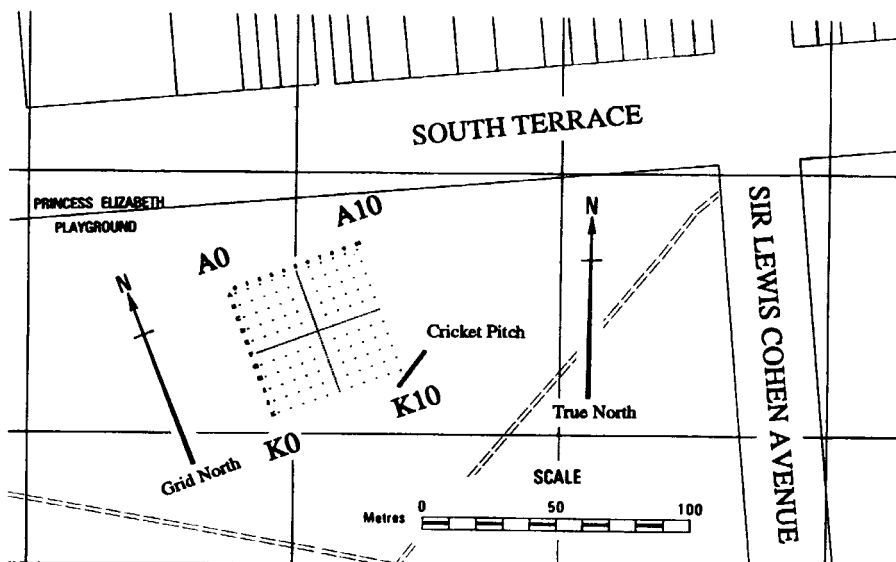 SOUTH TERRACE
PRINCESS ELIZABETH
PLAYGROUND
A0
A10
N
N
SIR LEWIS COHEN AVENUE
Cricket Pitch
K10
K0
True North
Grid North
SCALE
Metres 0 50 100